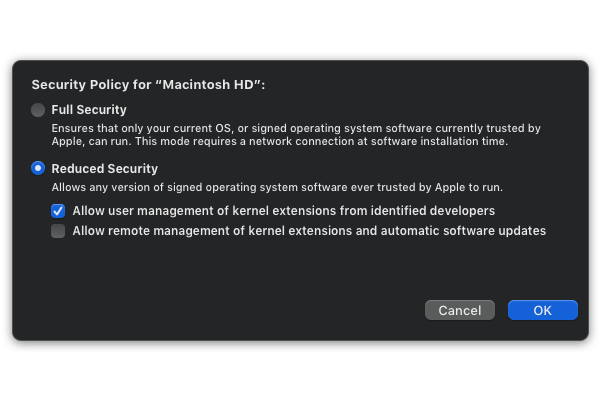 Security Policy for “Macintosh HD”:
Full Security
Ensures that only your current OS, or signed operating system software currently trusted by
Apple, can run. This mode requires a network connection at software installation time.
Reduced Security
Allows any version of signed operating system software ever trusted by Apple to run.
Allow user management of kernel extensions from identified developers
Allow remote management of kernel extensions and automatic software updates
Cancel OK